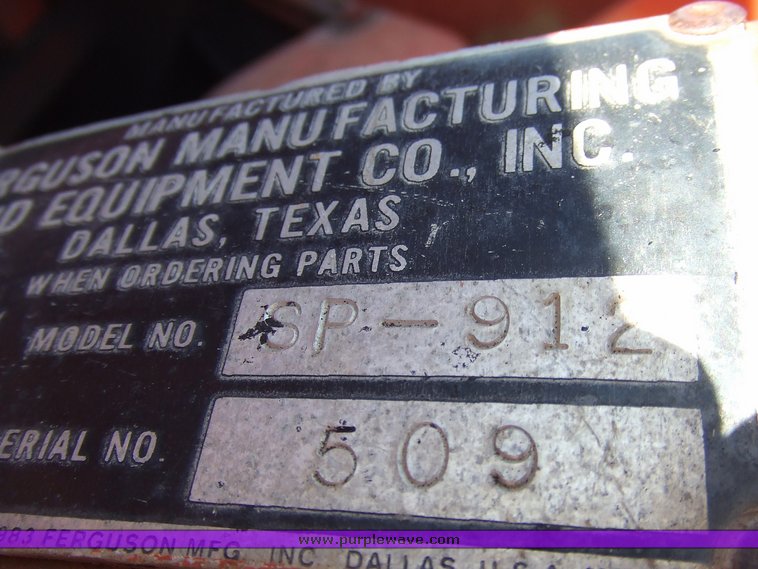 MANUFACTURED BY
RGUSON MANUFACTURING
D EQUIPMENT CO., INC.
DALLAS, TEXAS
WHEN ORDERING PARTS
MODEL NO. SP-912
ERIAL NO. 509
983 FERGUSON MFG INC DALLAS U.S.A.
www.purplewave.com